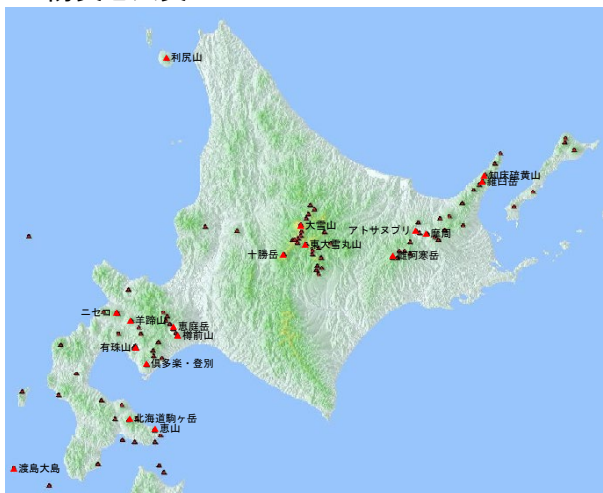 利尻山
知床硫黄山
羅臼岳
大雪山
アトサヌプリ
摩周
東大雪丸山
十勝岳
雌阿寒岳
ニセコ
羊蹄山
恵庭岳
樽前山
有珠山
倶多楽・登別
北海道駒ヶ岳
恵山
渡島大島